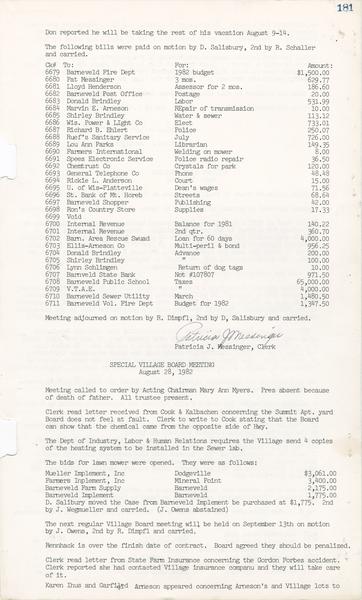 181
Don reported he will be taking the rest of his vacation August 9-14.
The following bills were paid on motion by D. Salisbury, 2nd by R. Schaller
and carried.
Ck# To: For: Amount:
6679 Barneveld Fire Dept 1982 budget $1,500.00
6680 Pat Messinger 3 mos. 629.77
6681 Lloyd Henderson Assessor for 2 mos. 186.60
6682 Barneveld Post Office Postage 20.00
6683 Donald Brindley Labor 531.99
6684 Marvin E. Arneson REpair of transmission 10.00
6685 Shirley Brindley Water & sewer 113.12
6686 Wis. Power & Light Co Elect 733.01
6687 Richard B. Ehlert Police 250.07
6688 Ruef's Sanitary Service July 726.00
6689 Lou Ann Parks Librarian 149.35
6690 Farmers International Welding on mower 8.00
6691 Spees Electronic Service Police radio repair 36.50
6692 Chemtrust Co Crystals for park 120.00
6693 General Telephone Co Phone 48.48
6694 Rickie L. Anderson Court 15.00
6695 U. of Wis-Platteville Dean's wages 71.56
6696 St. Bank of Mt. Horeb Streets 68.64
6697 Barneveld Shopper Publishing 42.00
6698 Ron's Country Store Supplies 17.33
6699 Void
6700 Internal Revenue Balance for 1981 140.22
6701 Internal Revenue 2nd qtr. 360.70
6702 Barn. Area Rescue Swuad Loan for 60 days 4,000.00
6703 Ellis-Arneson Co Multi-peril & bond 956.25
6704 Donald Brindley Advance 200.00
6705 Shirley Brindley " 100.00
6706 Lynn Schlimgen Return of dog tags 10.00
6707 Barnveld State Bank Net #107807 971.50
6708 Barneveld Public School Taxes 65,000.00
6709 V.T.A.E. " 4,000.00
6710 Barneveld Sewer Utility March 1,480.50
6711 Barneveld Vol. Fire Dept Budget for 1982 1,347.50
Meeting adjourned on motion by R. Dimpfl, 2nd by D, Salisbury and carried.
Patricia J Messinger
Patricia J. Messinger, Clerk
SPECIAL VILLAGE BOARD MEETING
August 28, 1982
Meeting called to order by Acting Chairman Mary Ann Myers. Pres absent because
of death of father. All trustees present.
Clerk read letter received from Cook & Kalbachen concerning the Summit Apt. yard
Board does not feel at fault. Clerk to write to Cook stating that the Board
can show that the chemical came from the opposite side of Hwy.
The Dept of Industry, Labor & Human Relations requires the Village send 4 copies
of the heating system to be installed in the Sewer lab.
The bids for lawn mower were opened. They were as follows:
Mueller Implement, Inc Dodgeville $3,061.00
Farmers Inplement, Inc Mineral Point 3,400.00
Barneveld Farm Supply Barneveld 2,175.00
Barneveld Implement Barneveld 1,775.00
D. Salisbury moved the Case from Barneveld Implement be purchased at $1,775. 2nd
by J. Wegmueller and carried. (J. Owens abstained)
The next regular Village Board meeting will be held on September 13th on motion
by J. Owens, 2nd by R. Dimpfl and carried.
Rennhack is over the finish date of contract. Board agreed they should be penalized.
Clerk read letter from State Farm Insurance concerning the Gordon Forbes accident.
Clerk reported she had contacted Village insurance company and they will take care
of it.
Karen Inus and Arneson appeared concerning Arneson's and Village lots to